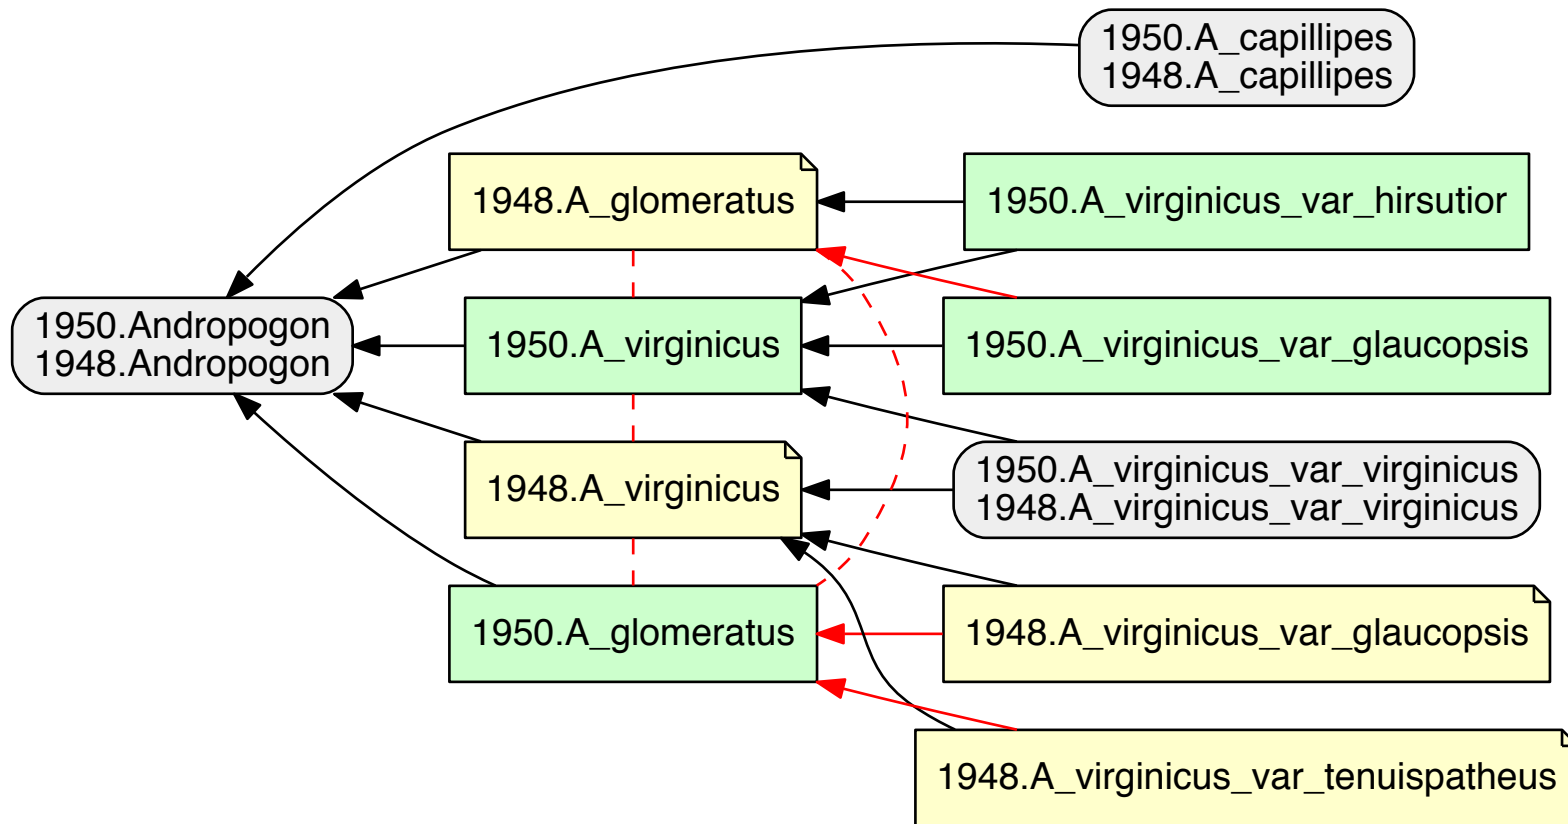 1950.A_capillipes
1948.A_capillipes
1948.A_glomeratus
1950.A_virginicus_var_hirsutior
1950.Andropogon
1948.Andropogon
1950.A_virginicus
1950.A_virginicus_var_glaucopsis
1948.A_virginicus
1950.A_virginicus_var_virginicus
1948.A_virginicus_var_virginicus
1950.A_glomeratus
1948.A_virginicus_var_glaucopsis
1948.A_virginicus_var_tenuispatheus